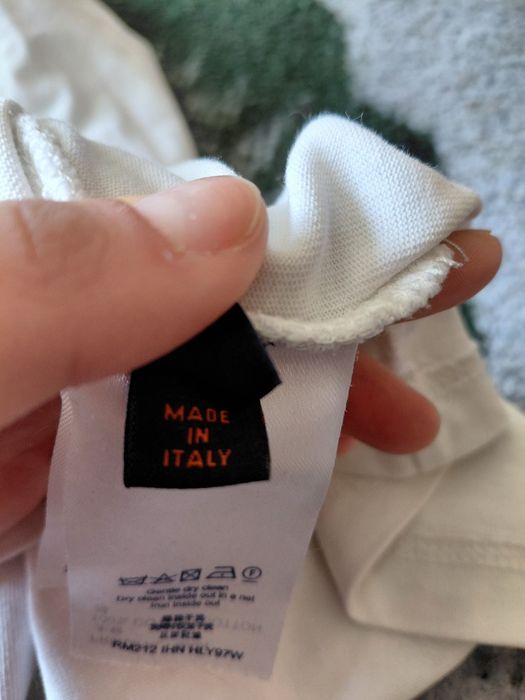 MADE
IN
ITALY
Gentle dry clean
Dry clean inside out in a net
Iron inside out
RM212 IHN HLY97W